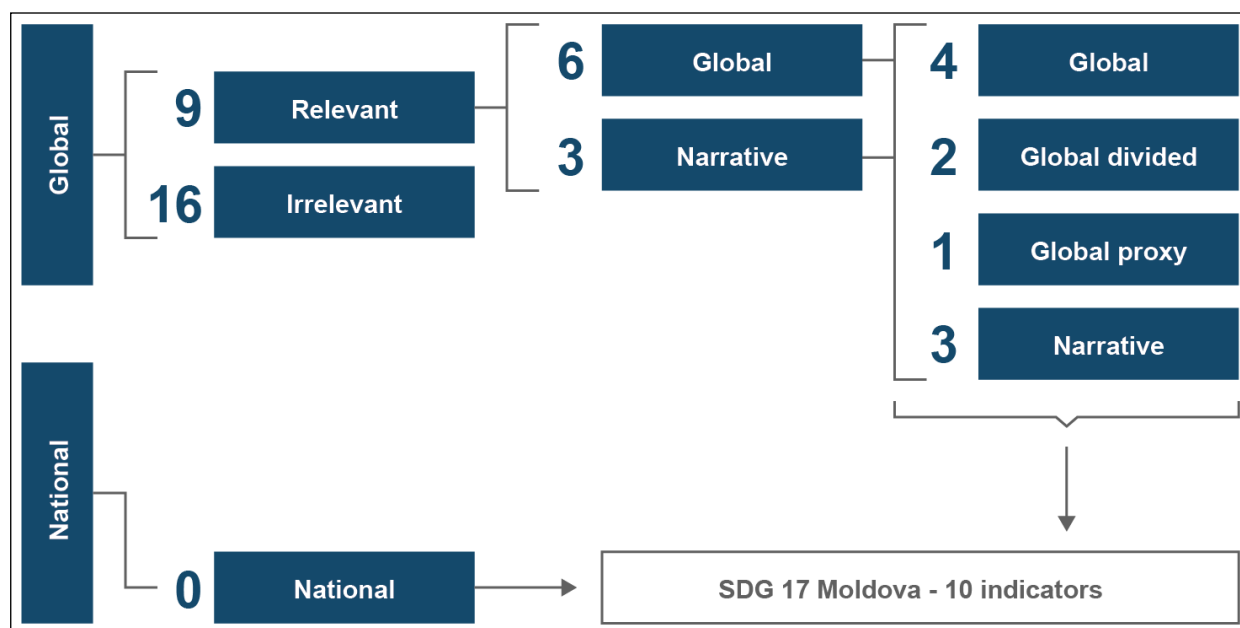 Global
9
Relevant
16
Irrelevant
6
Global
3
Narrative
4
Global
2
Global divided
1
Global proxy
3
Narrative
National
0
National
SDG 17 Moldova - 10 indicators